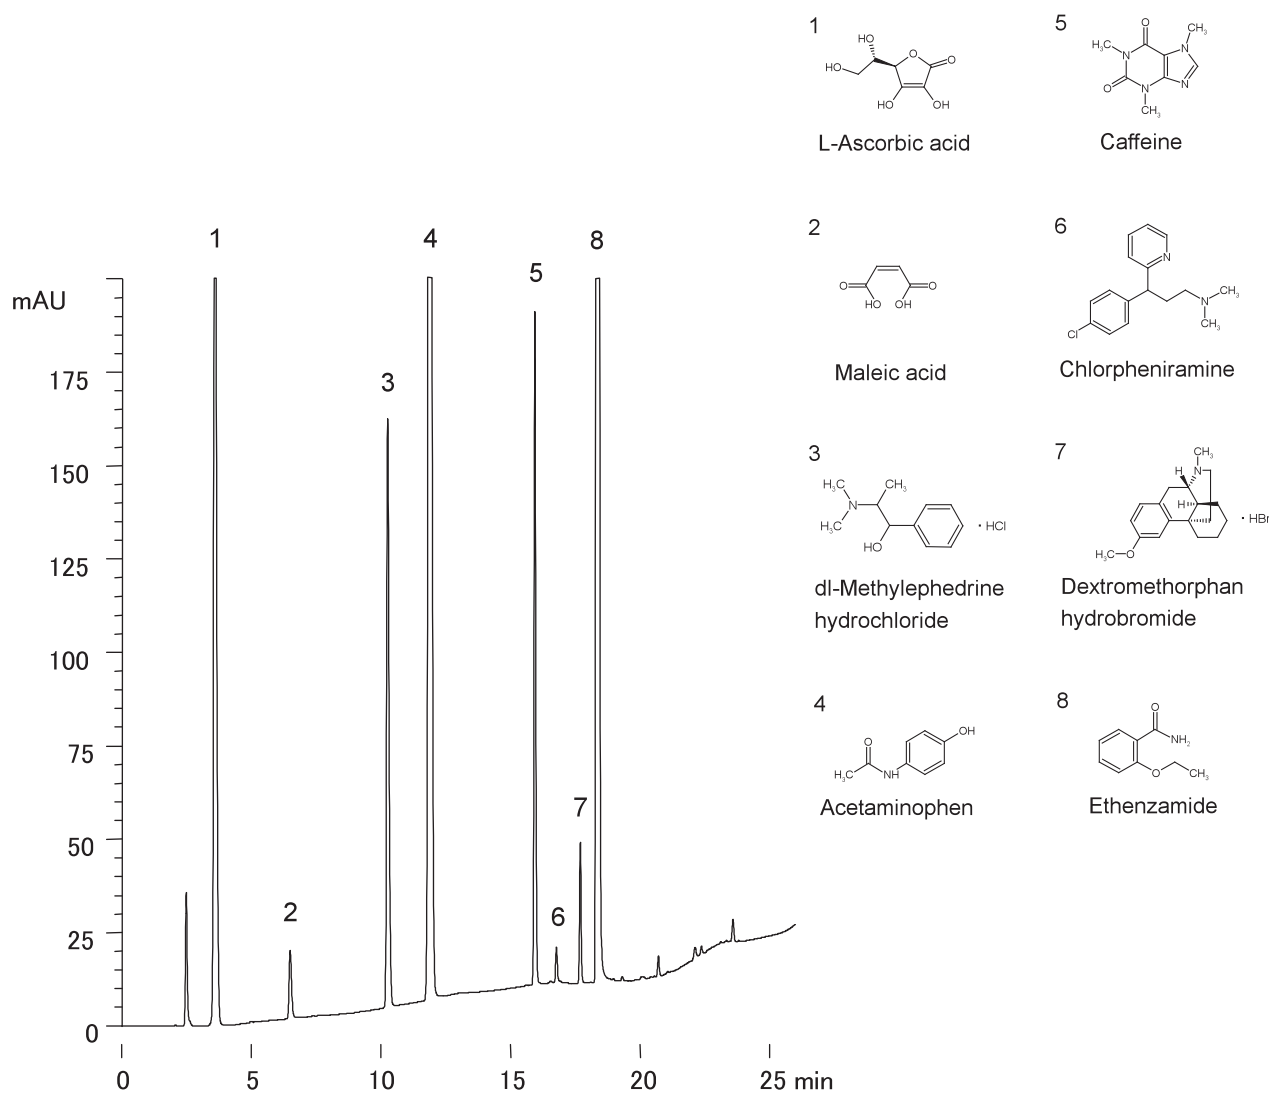 1
HO
HO
O
O
HO
OH
L-Ascorbic acid
5
O
CH3
H3C
N
N
O
N
N
CH3
Caffeine
2
O
O
HO
OH
Maleic acid
6
N
N
CH3
CH3
Cl
Chlorpheniramine
3
H3C
CH3
N
H3C
HO
· HCl
dl-Methylephedrine
hydrochloride
7
CH3
N
H
H
· HBr
H3C
O
Dextromethorphan
hydrobromide
4
OH
O
H3C
NH
Acetaminophen
8
O
NH2
O
CH3
Ethenzamide
mAU
175
150
125
100
75
50
25
0
1
2
3
4
5
6
7
8
0 5 10 15 20 25 min